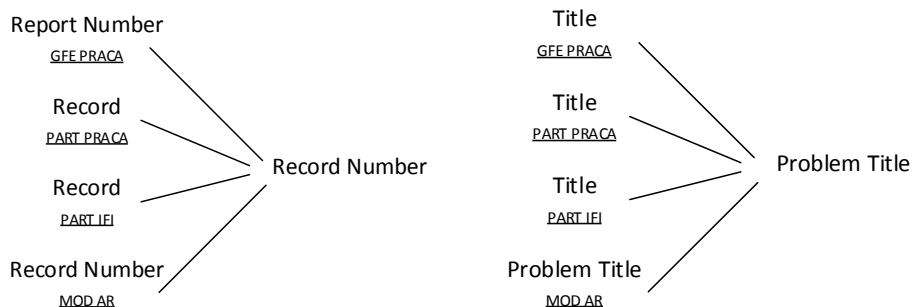 Report Number
GFE PRACA
Record
PART PRACA
Record
PART IFI
Record Number
MOD AR
Record Number
Title
GFE PRACA
Title
PART PRACA
Title
PART IFI
Problem Title
MOD AR
Problem Title